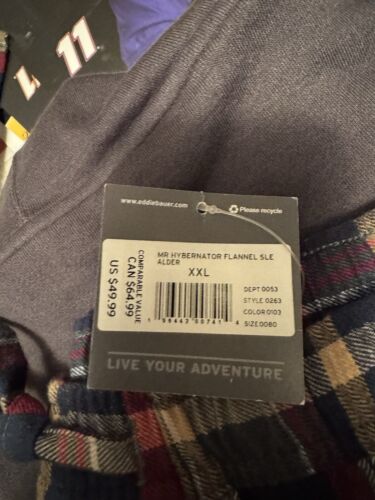 11
www.eddiebauer.com
Please recycle
MR HYBERNATOR FLANNEL SLE
ALDER
XXL
COMPARABLE VALUE
CAN $64.99
US $49.99
DEPT 0053
STYLE 0263
COLOR 0103
SIZE 0080
4
LIVE YOUR ADVENTURE